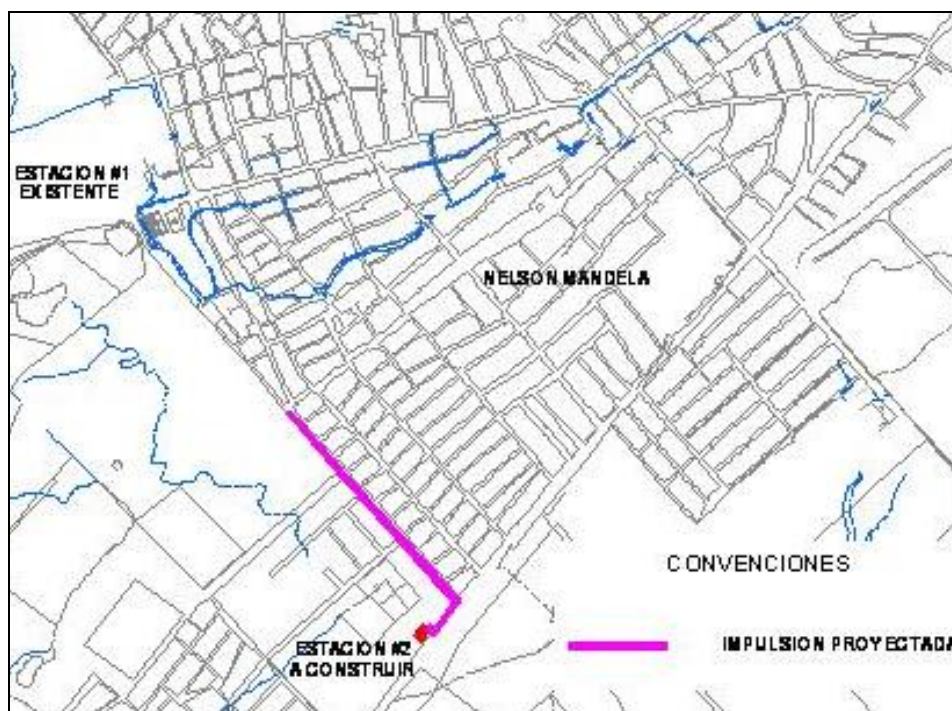 ESTACION #1
EXISTENTE
NELSON MANDELA
CONVENCIONES
ESTACION #2
A CONSTRUIR
IMPULSION PROYECTADA